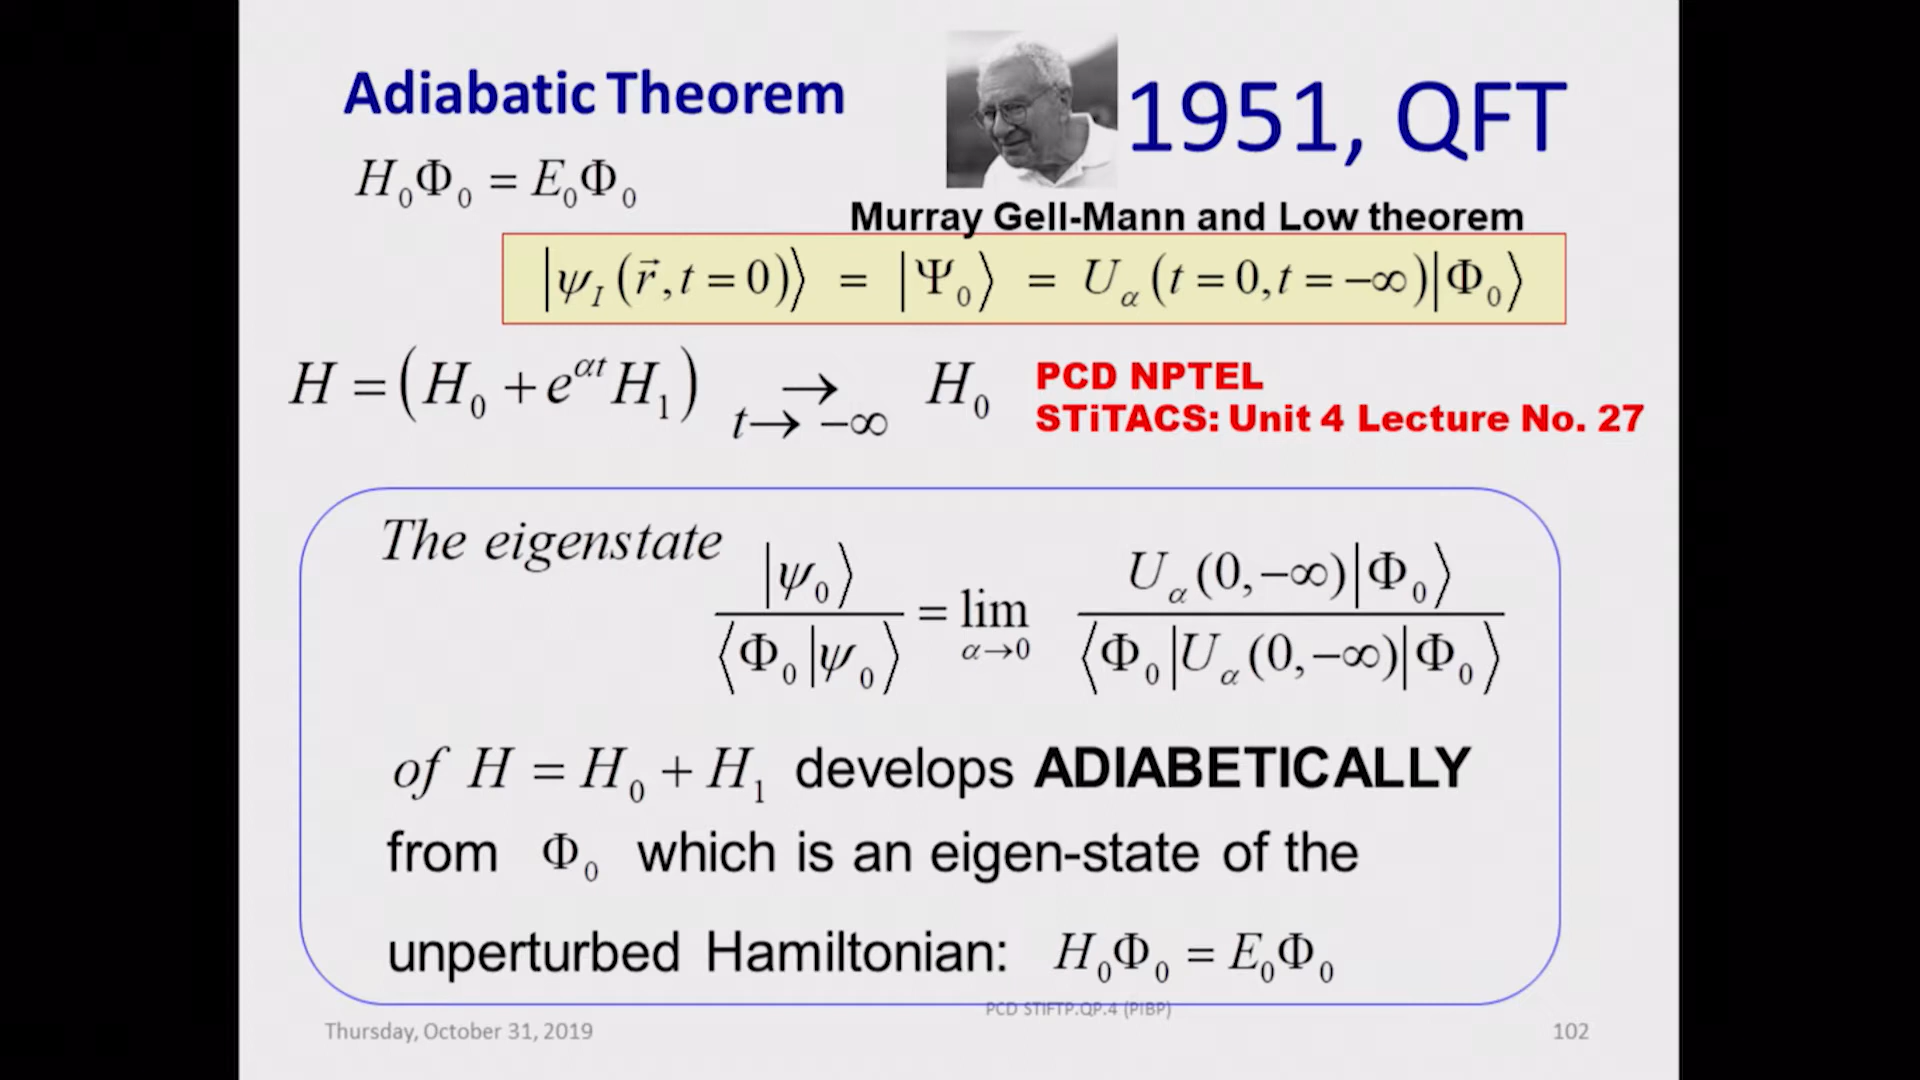 Adiabatic Theorem
1951, QFT
H₀Φ₀ = E₀Φ₀
Murray Gell-Mann and Low theorem
|ψ_I(r⃗,t=0)⟩ = |Ψ₀⟩ = U_α(t=0,t=−∞)|Φ₀⟩
H = (H₀ + e^{αt} H₁) →_{t→ −∞} H₀
PCD NPTEL
STiTACS: Unit 4 Lecture No. 27
The eigenstate
|ψ₀⟩ / ⟨Φ₀|ψ₀⟩ = lim_{α→0} U_α(0,−∞)|Φ₀⟩ / ⟨Φ₀|U_α(0,−∞)|Φ₀⟩
of H = H₀ + H₁ develops ADIABETICALLY
from Φ₀ which is an eigen-state of the
unperturbed Hamiltonian: H₀Φ₀ = E₀Φ₀
PCD STiFTP.QP.4 (PIBP)
Thursday, October 31, 2019
102